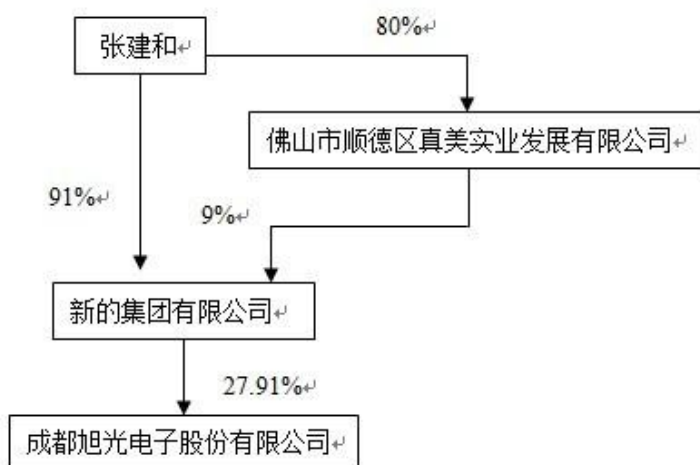 80%
张建和
佛山市顺德区真美实业发展有限公司
91%
9%
新的集团有限公司
27.91%
成都旭光电子股份有限公司